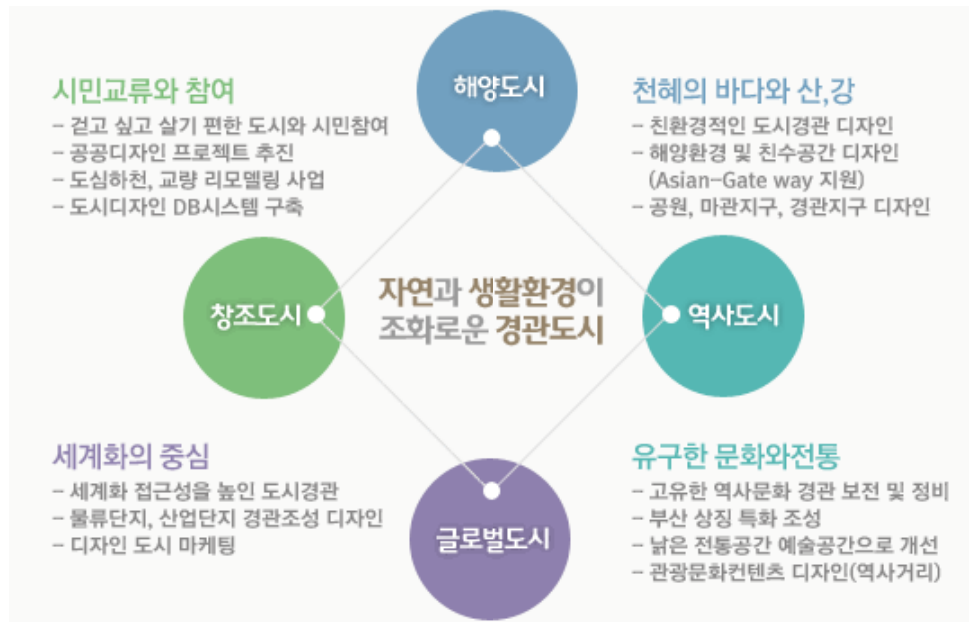 해양도시
시민교류와 참여
- 걷고 싶고 살기 편한 도시와 시민참여
- 공공디자인 프로젝트 추진
- 도심하천, 교량 리모델링 사업
- 도시디자인 DB시스템 구축
천혜의 바다와 산,강
- 친환경적인 도시경관 디자인
- 해양환경 및 친수공간 디자인
(Asian-Gate way 지원)
- 공원, 마관지구, 경관지구 디자인
창조도시
자연과 생활환경이
조화로운 경관도시
역사도시
세계화의 중심
- 세계화 접근성을 높인 도시경관
- 물류단지, 산업단지 경관조성 디자인
- 디자인 도시 마케팅
글로벌도시
유구한 문화와전통
- 고유한 역사문화 경관 보전 및 정비
- 부산 상징 특화 조성
- 낡은 전통공간 예술공간으로 개선
- 관광문화컨텐츠 디자인(역사거리)